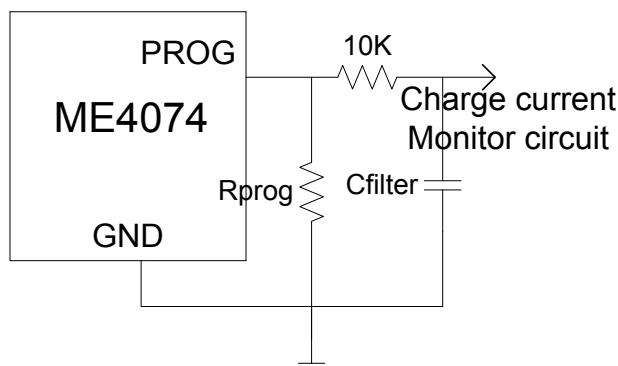 PROG
10K
ME4074
Charge current
Monitor circuit
Rprog
Cfilter
GND